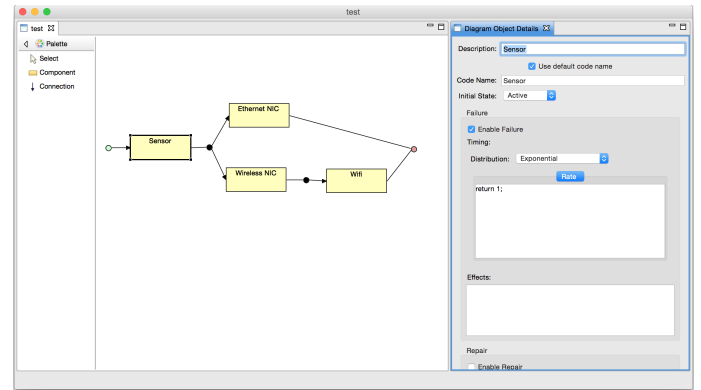 test
test
Palette
Select
Component
Connection
Sensor
Ethernet NIC
Wireless NIC
Wifi
Diagram Object Details
Description: Sensor
Use default code name
Code Name: Sensor
Initial State: Active
Failure
Enable Failure
Timing:
Distribution: Exponential
Rate
return 1;
Effects:
Repair
Enable Repair